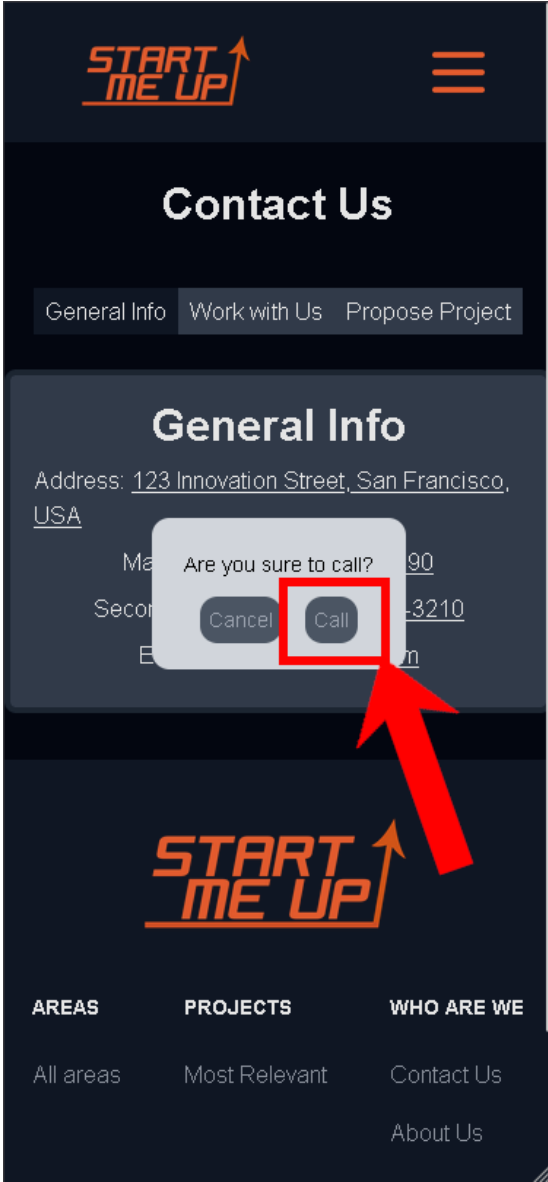 START
ME UP
Contact Us
General Info Work with Us Propose Project
General Info
Address: 123 Innovation Street, San Francisco,
USA
90
Are you sure to call?
-3210
Cancel Call
START
ME UP
AREAS PROJECTS WHO ARE WE
All areas Most Relevant Contact Us
About Us